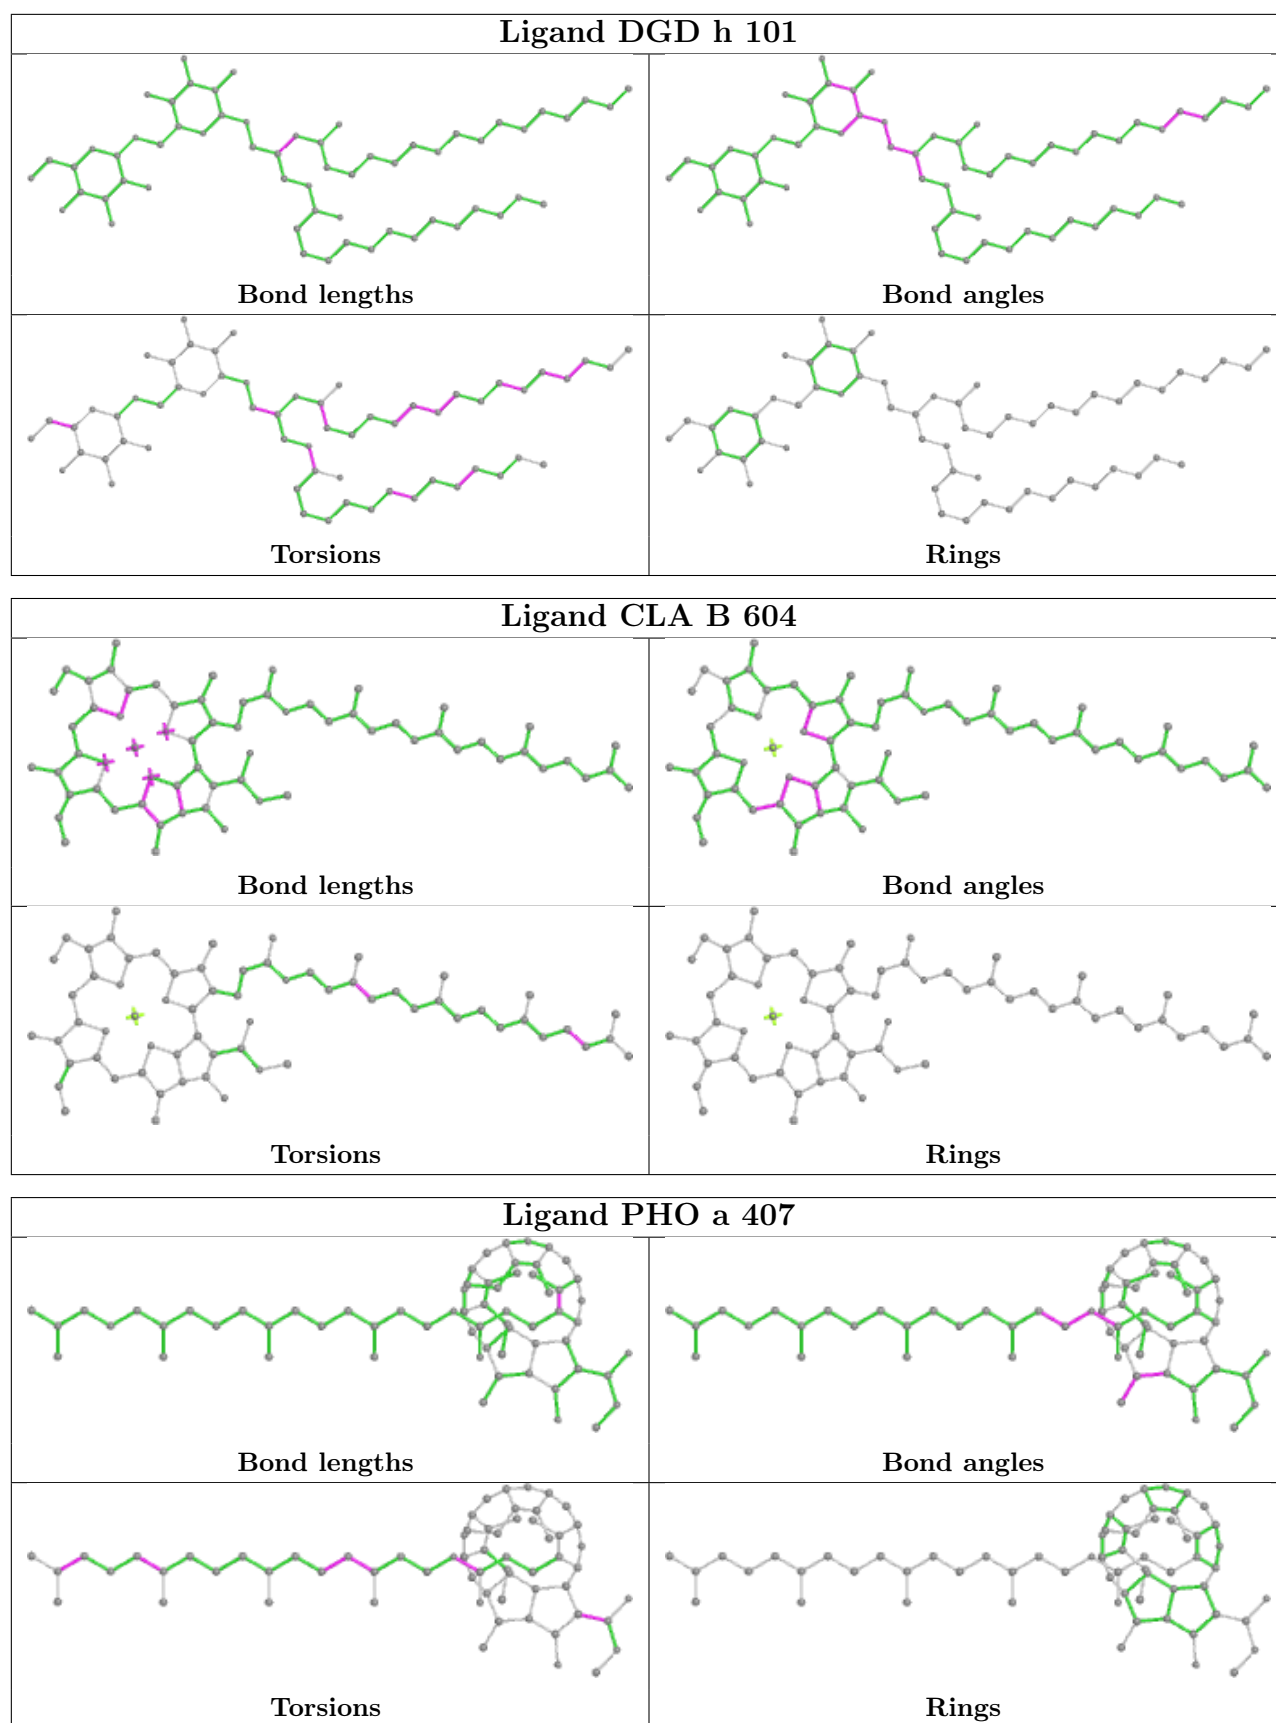 Ligand DGD h 101
Bond lengths
Bond angles
Torsions
Rings
Ligand CLA B 604
Bond lengths
Bond angles
Torsions
Rings
Ligand PHO a 407
Bond lengths
Bond angles
Torsions
Rings